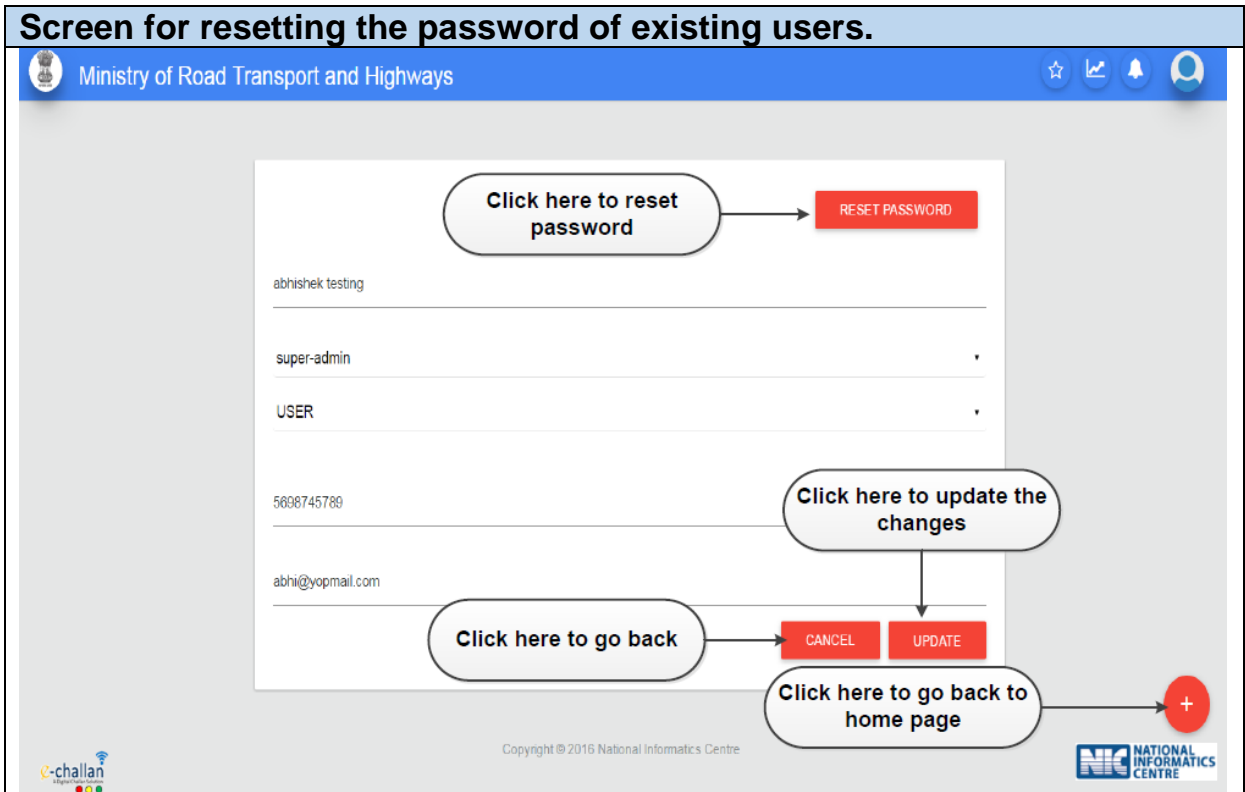 Screen for resetting the password of existing users.
Ministry of Road Transport and Highways
Click here to reset
password
RESET PASSWORD
abhishek testing
super-admin
USER
5698745789
Click here to update the
changes
abhi@yopmail.com
Click here to go back
CANCEL
UPDATE
Click here to go back to
home page
+
Copyright © 2016 National Informatics Centre
e-challan
NIC
NATIONAL
INFORMATICS
CENTRE